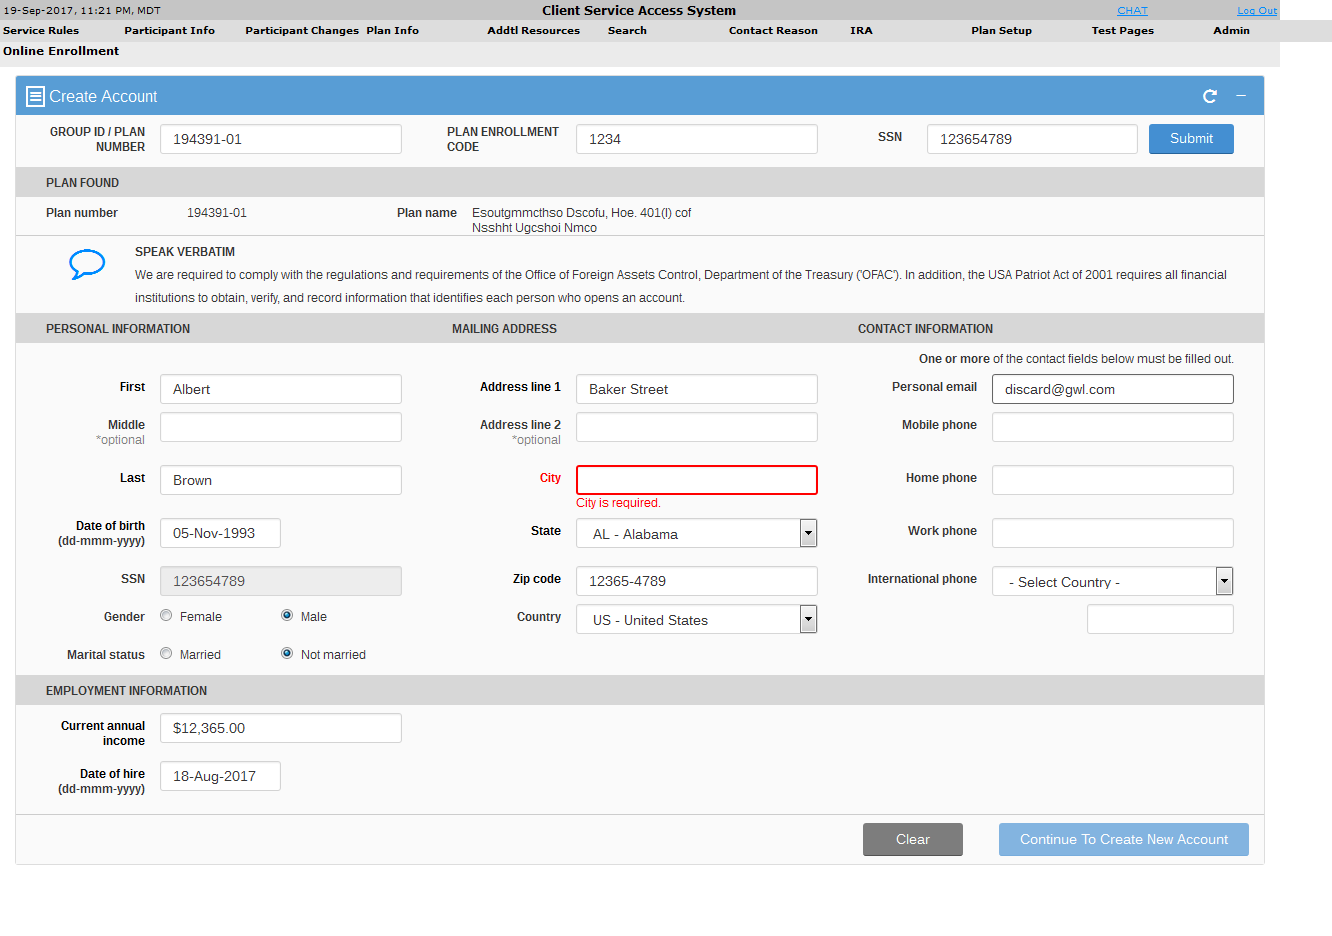 19-Sep-2017, 11:21 PM, MDT Client Service Access System CHAT Log Out
Service Rules Participant Info Participant Changes Plan Info Addtl Resources Search Contact Reason IRA Plan Setup Test Pages Admin
Online Enrollment
Create Account
GROUP ID / PLAN NUMBER 194391-01 PLAN ENROLLMENT CODE 1234 SSN 123654789 Submit
PLAN FOUND
Plan number 194391-01 Plan name Esoutgmmcthso Dscofu, Hoe. 401(l) cof
Nsshht Ugcshoi Nmco
SPEAK VERBATIM
We are required to comply with the regulations and requirements of the Office of Foreign Assets Control, Department of the Treasury ('OFAC'). In addition, the USA Patriot Act of 2001 requires all financial
institutions to obtain, verify, and record information that identifies each person who opens an account.
PERSONAL INFORMATION MAILING ADDRESS CONTACT INFORMATION
One or more of the contact fields below must be filled out.
First Albert Address line 1 Baker Street Personal email discard@gwl.com
Middle Address line 2 Mobile phone
*optional *optional
Last Brown City Home phone
City is required.
Date of birth 05-Nov-1993 State AL - Alabama Work phone
(dd-mmm-yyyy)
SSN 123654789 Zip code 12365-4789 International phone - Select Country -
Gender Female Male Country US - United States
Marital status Married Not married
EMPLOYMENT INFORMATION
Current annual $12,365.00
income
Date of hire 18-Aug-2017
(dd-mmm-yyyy)
Clear Continue To Create New Account